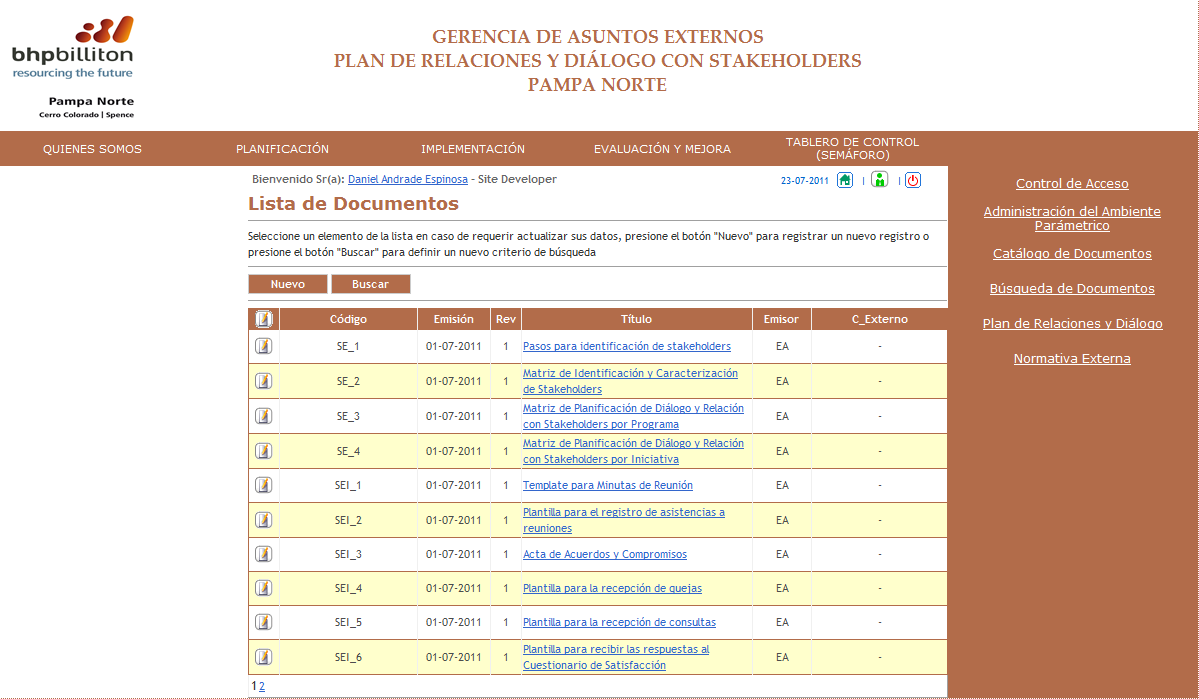 bhpbilliton
resourcing the future
Pampa Norte
Cerro Colorado | Spence
GERENCIA DE ASUNTOS EXTERNOS
PLAN DE RELACIONES Y DIÁLOGO CON STAKEHOLDERS
PAMPA NORTE
QUIENES SOMOS
PLANIFICACIÓN
IMPLEMENTACIÓN
EVALUACIÓN Y MEJORA
TABLERO DE CONTROL
(SEMÁFORO)
Bienvenido Sr(a): Daniel Andrade Espinosa - Site Developer
23-07-2011 | |
Lista de Documentos
Seleccione un elemento de la lista en caso de requerir actualizar sus datos, presione el botón "Nuevo" para registrar un nuevo registro o
presione el botón "Buscar" para definir un nuevo criterio de búsqueda
Nuevo Buscar
Código Emisión Rev Título Emisor C_Externo
SE_1 01-07-2011 1 Pasos para identificación de stakeholders EA -
SE_2 01-07-2011 1 Matriz de Identificación y Caracterización
de Stakeholders EA -
SE_3 01-07-2011 1 Matriz de Planificación de Diálogo y Relación
con Stakeholders por Programa EA -
SE_4 01-07-2011 1 Matriz de Planificación de Diálogo y Relación
con Stakeholders por Iniciativa EA -
SEI_1 01-07-2011 1 Template para Minutas de Reunión EA -
SEI_2 01-07-2011 1 Plantilla para el registro de asistencias a
reuniones EA -
SEI_3 01-07-2011 1 Acta de Acuerdos y Compromisos EA -
SEI_4 01-07-2011 1 Plantilla para la recepción de quejas EA -
SEI_5 01-07-2011 1 Plantilla para la recepción de consultas EA -
SEI_6 01-07-2011 1 Plantilla para recibir las respuestas al
Cuestionario de Satisfacción EA -
1 2
Control de Acceso
Administración del Ambiente
Parámetrico
Catálogo de Documentos
Búsqueda de Documentos
Plan de Relaciones y Diálogo
Normativa Externa